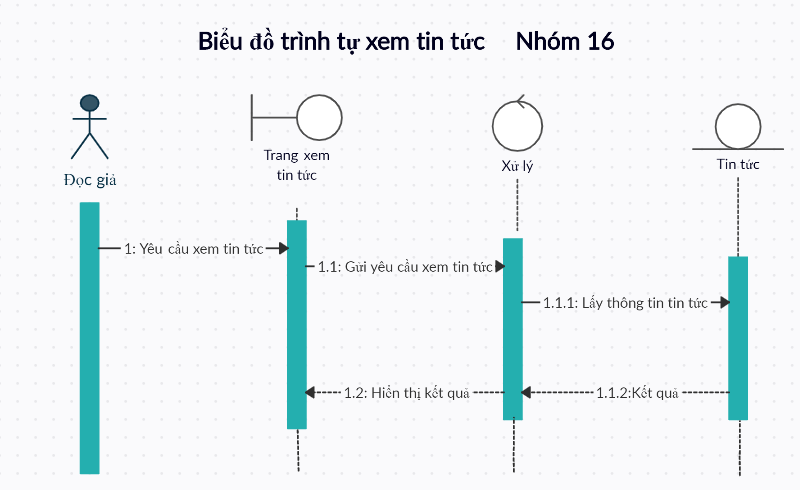 Biểu đồ trình tự xem tin tức Nhóm 16
Đọc giả
Trang xem
tin tức
Xử lý
Tin tức
1: Yêu cầu xem tin tức
1.1: Gửi yêu cầu xem tin tức
1.1.1: Lấy thông tin tin tức
1.2: Hiển thị kết quả
1.1.2:Kết quả